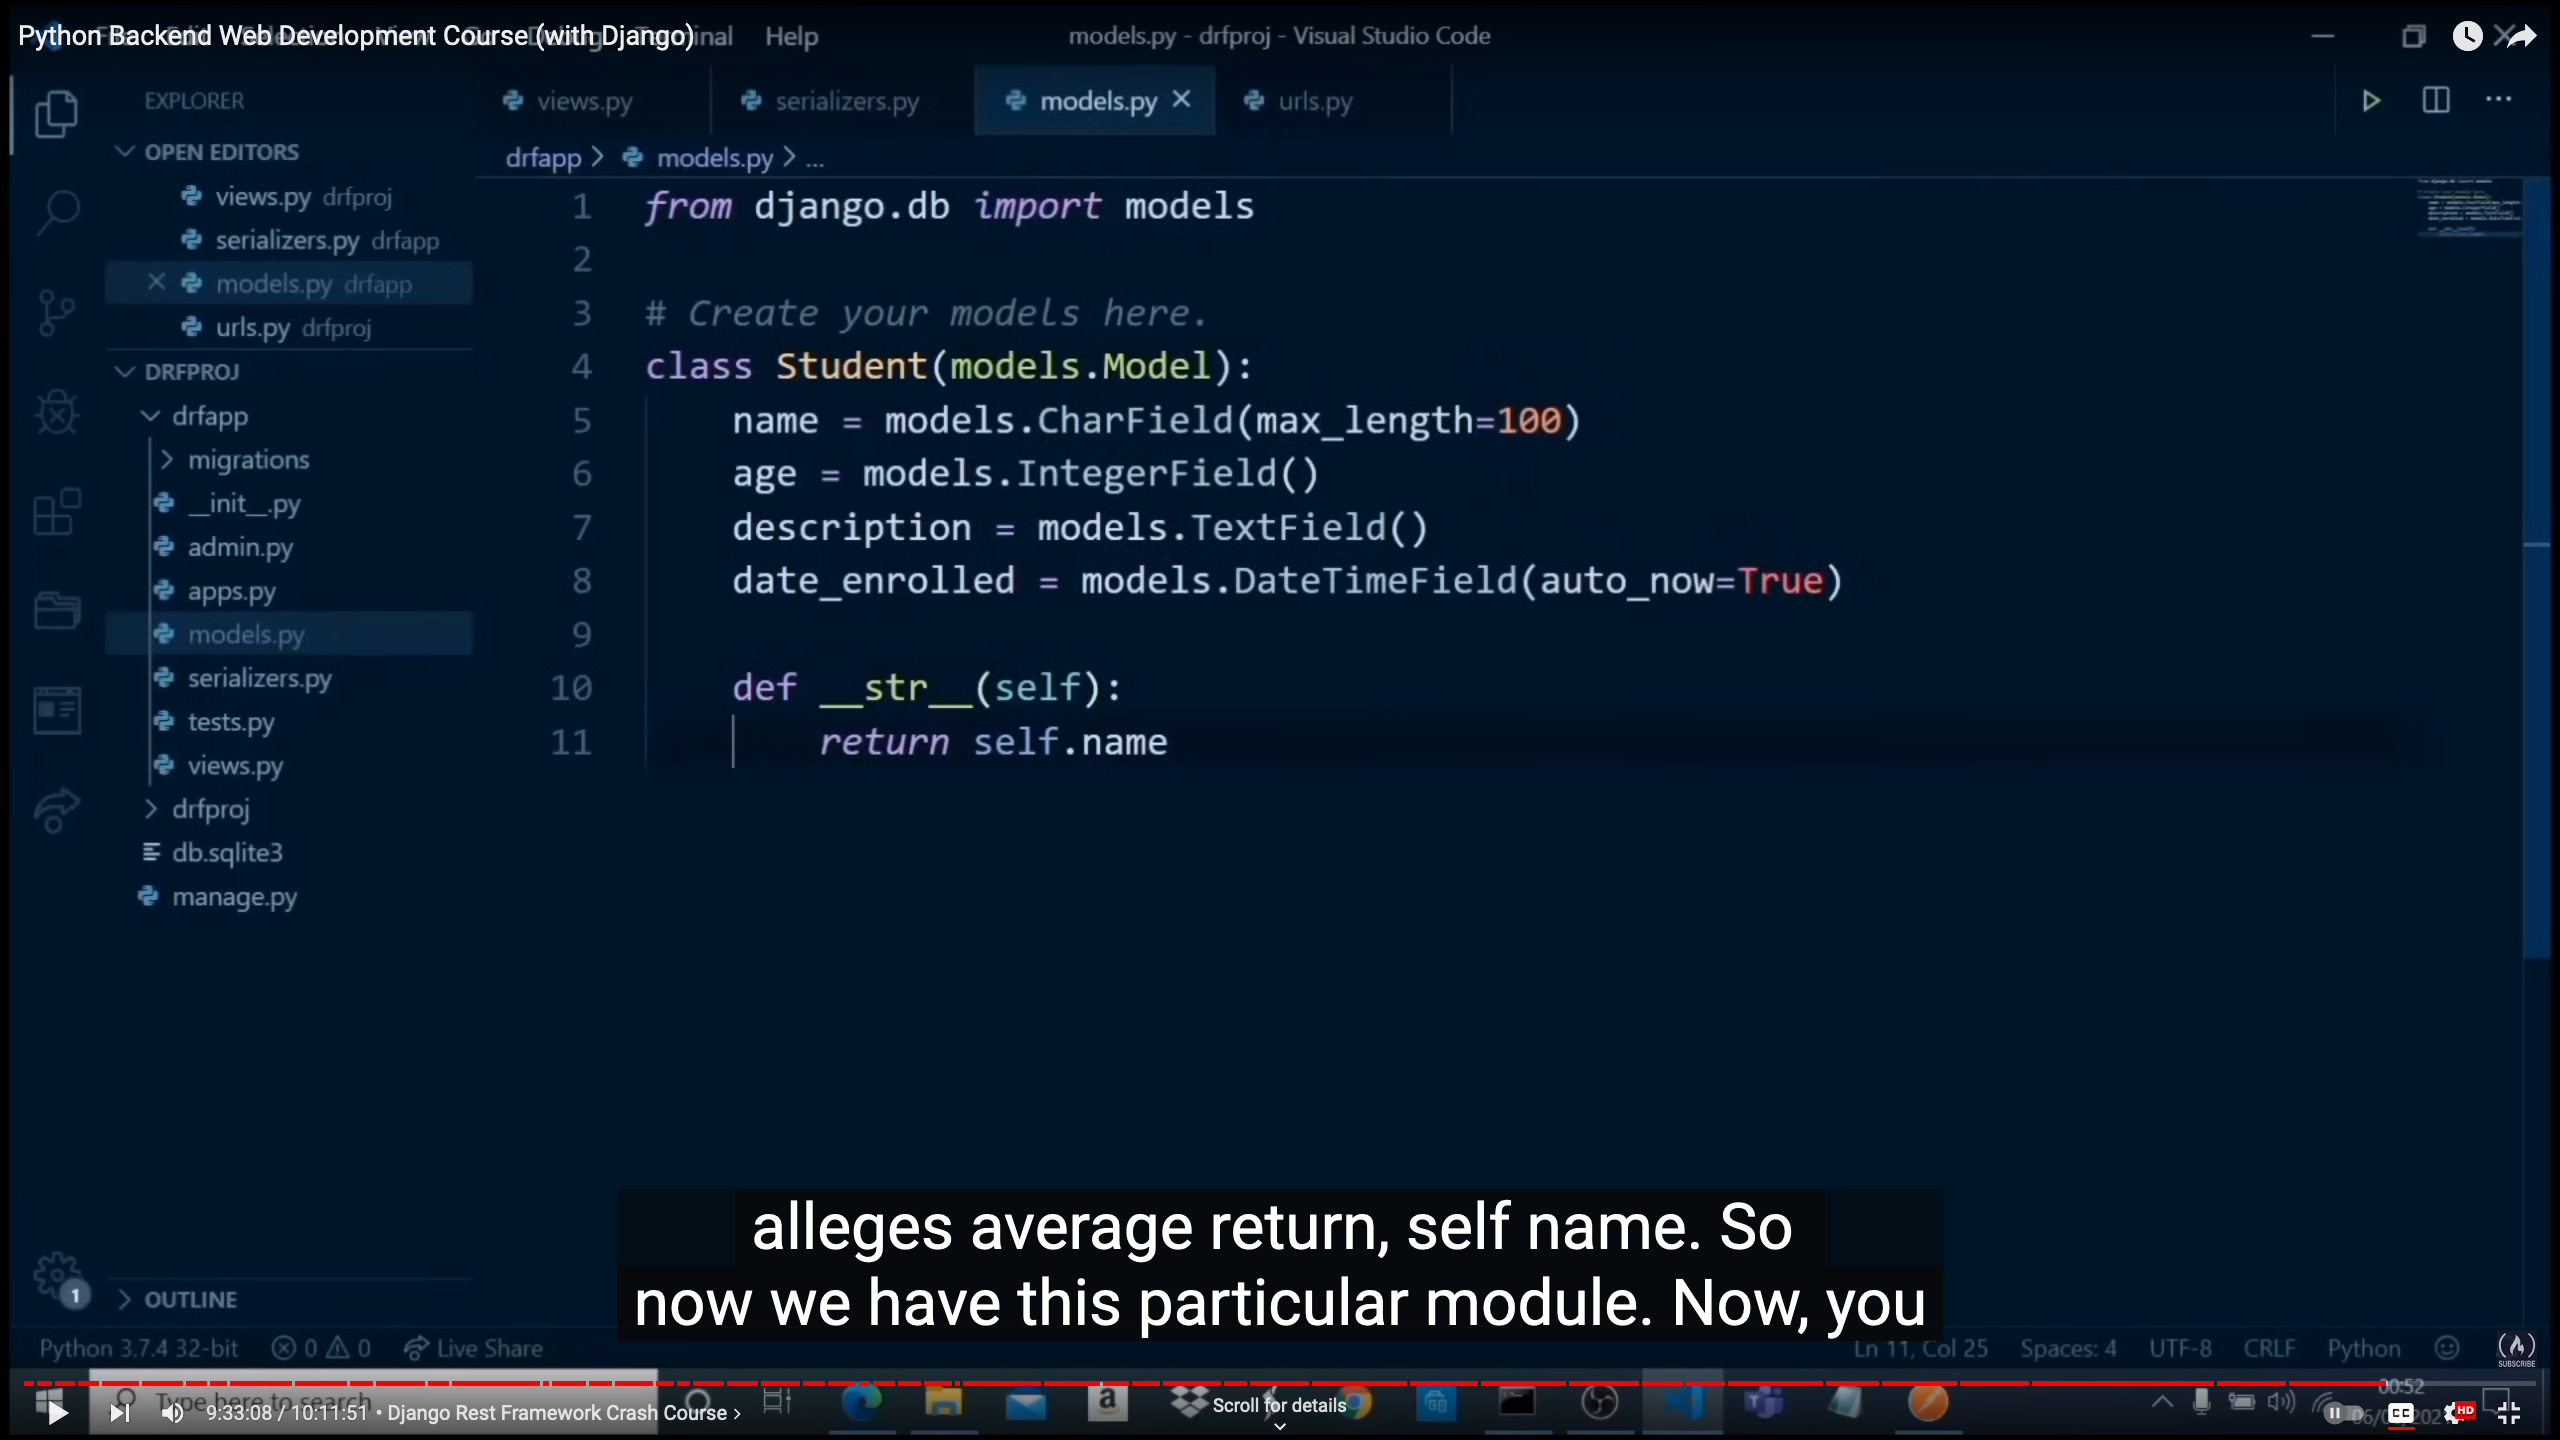 Python Backend Web Development Course (with Django)
Help
models.py - drfproj - Visual Studio Code
EXPLORER
views.py
serializers.py
models.py
urls.py
OPEN EDITORS
drfapp > models.py > ...
views.py drfproj
serializers.py drfapp
models.py drfapp
urls.py drfproj
DRFPROJ
drfapp
migrations
__init__.py
admin.py
apps.py
models.py
serializers.py
tests.py
views.py
drfproj
db.sqlite3
manage.py
1 from django.db import models
2
3 # Create your models here.
4 class Student(models.Model):
5 name = models.CharField(max_length=100)
6 age = models.IntegerField()
7 description = models.TextField()
8 date_enrolled = models.DateTimeField(auto_now=True)
9
10 def __str__(self):
11 return self.name
alleges average return, self name. So
now we have this particular module. Now, you
1
OUTLINE
Python 3.7.4 32-bit 0 0 Live Share
Ln 11, Col 25 Spaces: 4 UTF-8 CRLF Python
SUBSCRIBE
Type here to search
00:52
9:33:08 / 10:11:51 • Django Rest Framework Crash Course ›
Scroll for details
CC
HD